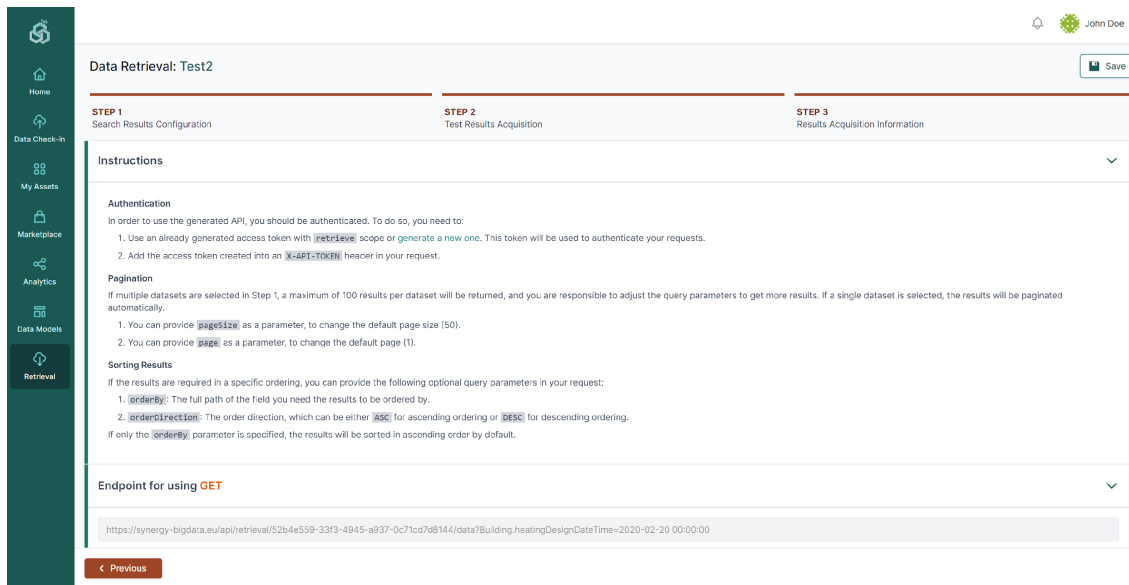 John Doe
Data Retrieval: Test2
Save
Home
Data Check-in
My Assets
Marketplace
Analytics
Data Models
Retrieval
STEP 1
Search Results Configuration
STEP 2
Test Results Acquisition
STEP 3
Results Acquisition Information
Instructions
Authentication
In order to use the generated API, you should be authenticated. To do so, you need to:
1. Use an already generated access token with retrieve scope or generate a new one. This token will be used to authenticate your requests.
2. Add the access token created into an X-API-TOKEN header in your request.
Pagination
If multiple datasets are selected in Step 1, a maximum of 100 results per dataset will be returned, and you are responsible to adjust the query parameters to get more results. If a single dataset is selected, the results will be paginated
automatically.
1. You can provide pageSize as a parameter, to change the default page size (50).
2. You can provide page as a parameter, to change the default page (1).
Sorting Results
If the results are required in a specific ordering, you can provide the following optional query parameters in your request:
1. orderBy: The full path of the field you need the results to be ordered by.
2. orderDirection: The order direction, which can be either ASC for ascending ordering or DESC for descending ordering.
If only the orderBy parameter is specified, the results will be sorted in ascending order by default.
Endpoint for using GET
https://synergy-bigdata.eu/api/retrieval/52b4e559-33f3-4945-a937-0c71cd7d8144/data?Building.heatingDesignDateTime=2020-02-20 00:00:00
Previous